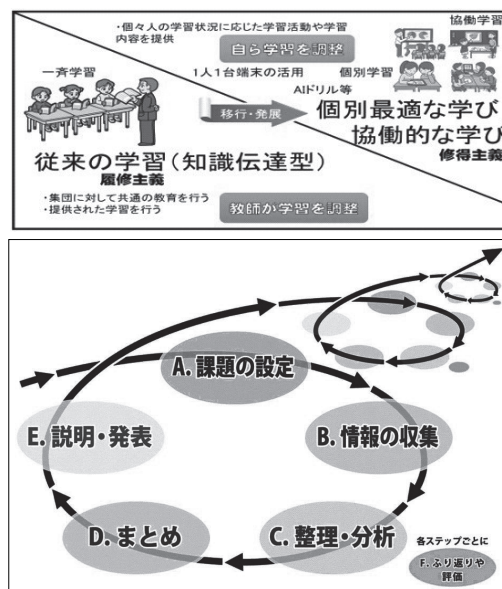 ・個々人の学習状況に応じた学習活動や学習
内容を提供
自ら学習を調整
協働学習
一斉学習
1人1台端末の活用
個別学習
AIドリル等
移行・発展
個別最適な学び
協働的な学び
修得主義
従来の学習(知識伝達型)
履修主義
・集団に対して共通の教育を行う
・提供された学習を行う
教師が学習を調整
A. 課題の設定
B. 情報の収集
C. 整理・分析
D. まとめ
E. 説明・発表
各ステップごとに
F. ふり返りや
評価